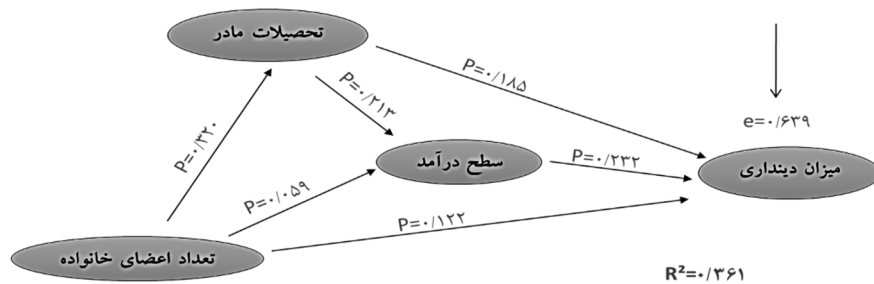 تحصیلات مادر
P=۰/۱۸۵
P=۰/۲۱۳
e=۰/۶۳۹
P=۰/۳۲۰
سطح درآمد
P=۰/۲۳۲
میزان دینداری
P=۰/۰۵۹
P=۰/۱۲۲
تعداد اعضای خانواده
R²=۰/۳۶۱